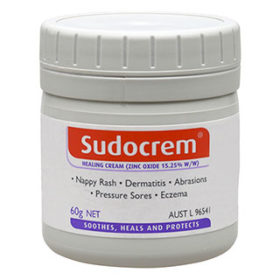 Sudocrem®
HEALING CREAM (ZINC OXIDE 15.25% W/W)
• Nappy Rash • Dermatitis • Abrasions
• Pressure Sores • Eczema
60g NET AUST L 96541
SOOTHES, HEALS AND PROTECTS